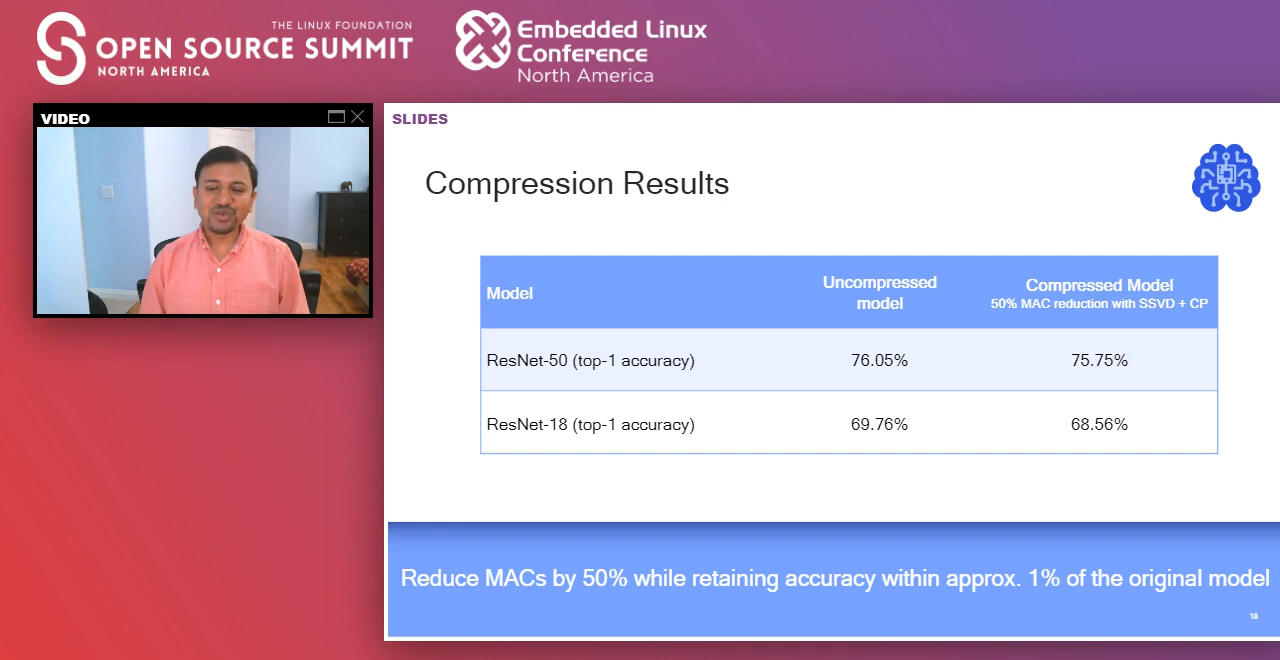 THE LINUX FOUNDATION
OPEN SOURCE SUMMIT
NORTH AMERICA
Embedded Linux
Conference
North America
VIDEO
SLIDES
Compression Results
Model
Uncompressed
model
Compressed Model
50% MAC reduction with SSVD + CP
ResNet-50 (top-1 accuracy) 76.05% 75.75%
ResNet-18 (top-1 accuracy) 69.76% 68.56%
Reduce MACs by 50% while retaining accuracy within approx. 1% of the original model
18